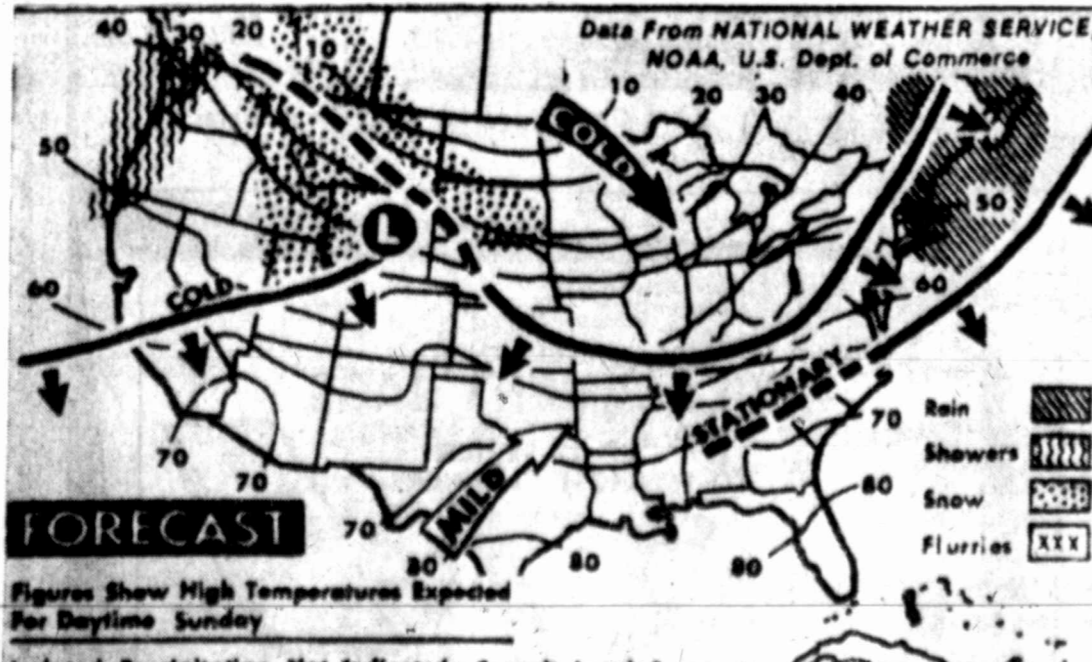 Data From NATIONAL WEATHER SERVICE
NOAA, U.S. Dept. of Commerce
40 30 20 10
10 20 30 40
COLD
50
50
L
60
COLD
60
STATIONARY
70
Rain
Showers
Snow
Flurries
70
70
MILD
70
80
80
80
80
FORECAST
Figures Show High Temperatures Expected
For Daytime Sunday